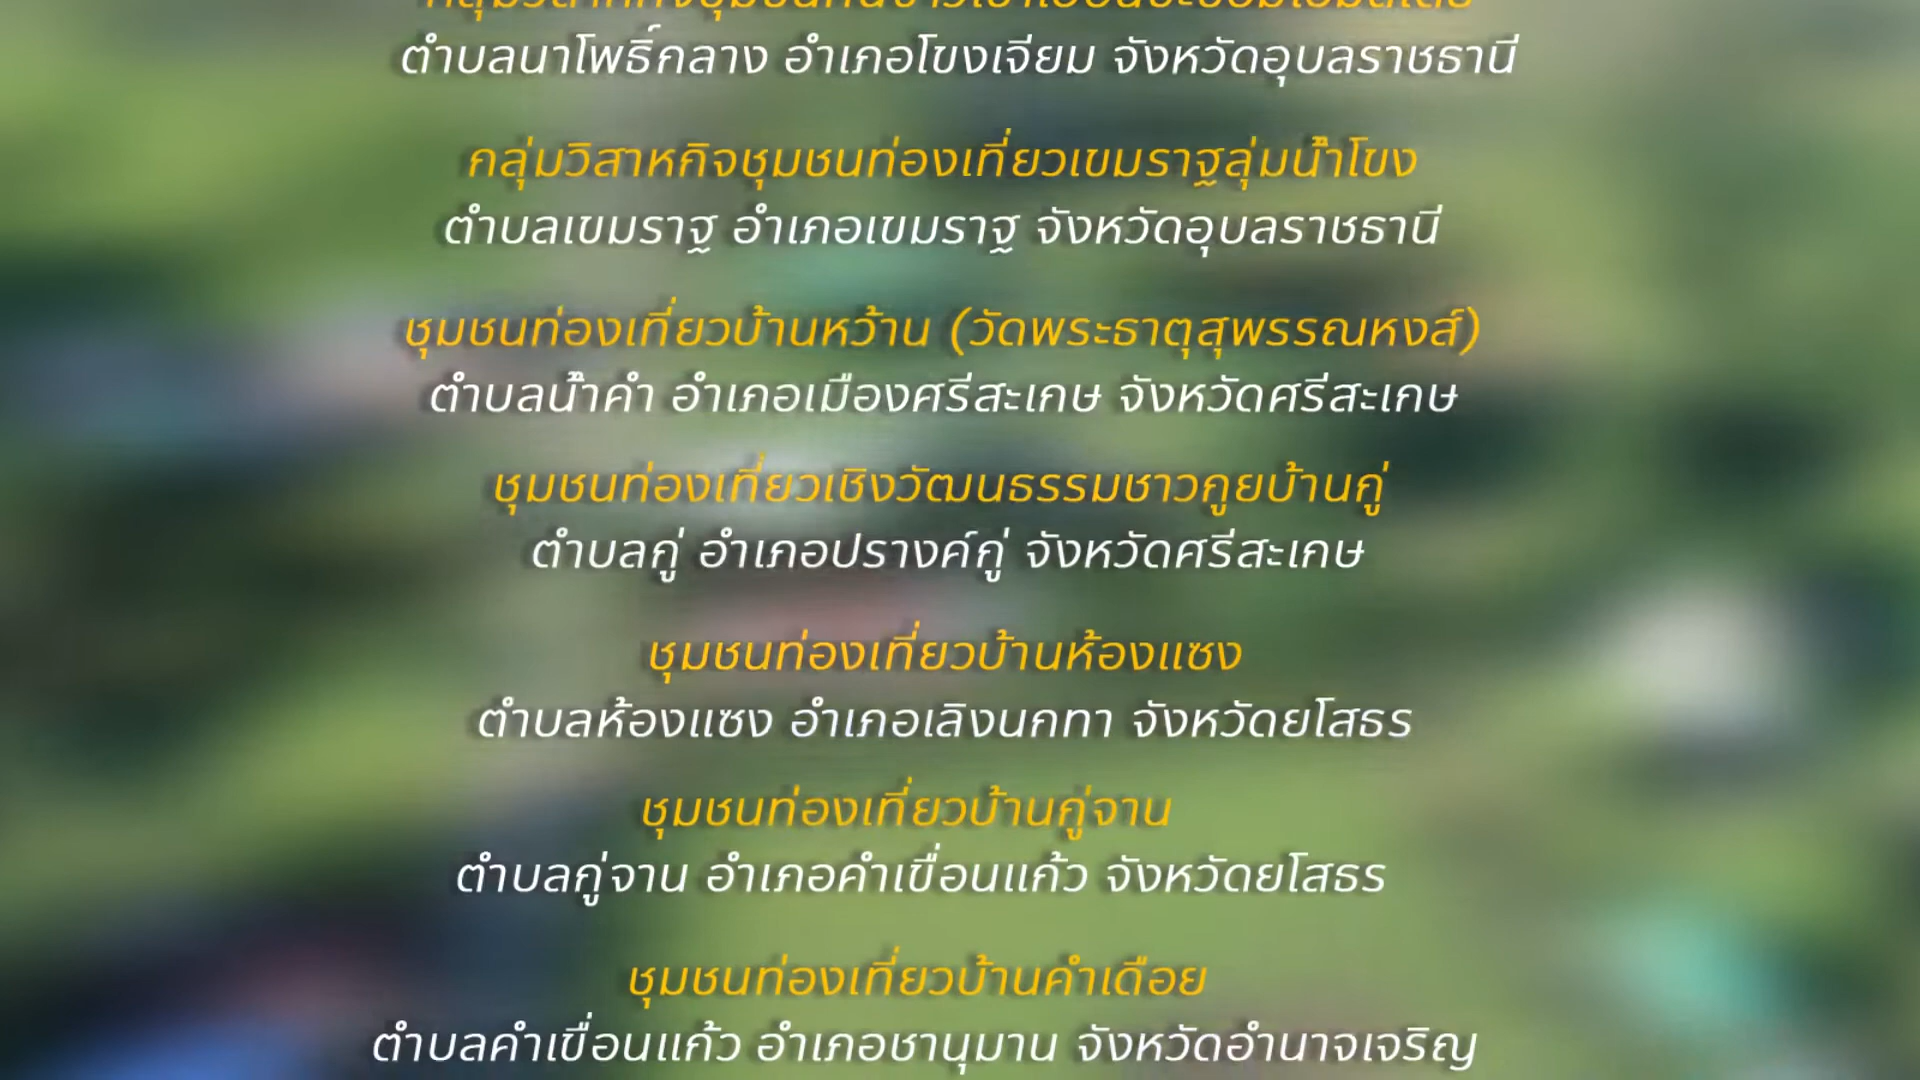 ตำบลนาโพธิ์กลาง อำเภอโขงเจียม จังหวัดอุบลราชธานี
กลุ่มวิสาหกิจชุมชนท่องเที่ยวเขมราฐลุ่มน้ำโขง
ตำบลเขมราฐ อำเภอเขมราฐ จังหวัดอุบลราชธานี
ชุมชนท่องเที่ยวบ้านหว้าน (วัดพระธาตุสุพรรณหงส์)
ตำบลน้ำคำ อำเภอเมืองศรีสะเกษ จังหวัดศรีสะเกษ
ชุมชนท่องเที่ยวเชิงวัฒนธรรมชาวกูยบ้านกู่
ตำบลกู่ อำเภอปรางค์กู่ จังหวัดศรีสะเกษ
ชุมชนท่องเที่ยวบ้านห้องแซง
ตำบลห้องแซง อำเภอเลิงนกทา จังหวัดยโสธร
ชุมชนท่องเที่ยวบ้านกู่จาน
ตำบลกู่จาน อำเภอคำเขื่อนแก้ว จังหวัดยโสธร
ชุมชนท่องเที่ยวบ้านคำเดือย
ตำบลคำเขื่อนแก้ว อำเภอชานุมาน จังหวัดอำนาจเจริญ